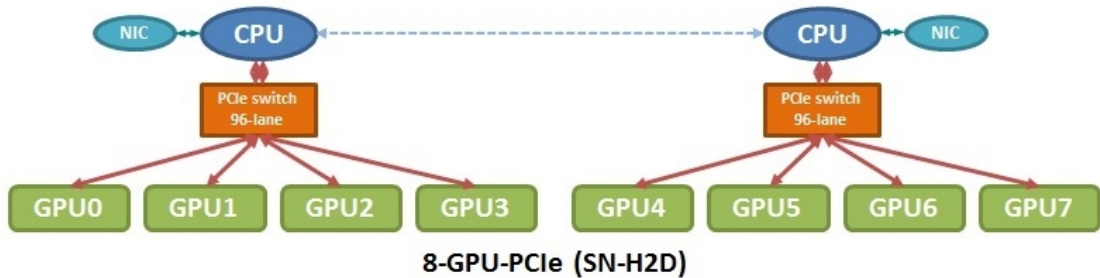 NIC CPU CPU NIC
PCIe switch PCIe switch
96-lane 96-lane
GPU0 GPU1 GPU2 GPU3 GPU4 GPU5 GPU6 GPU7
8-GPU-PCIe (SN-H2D)